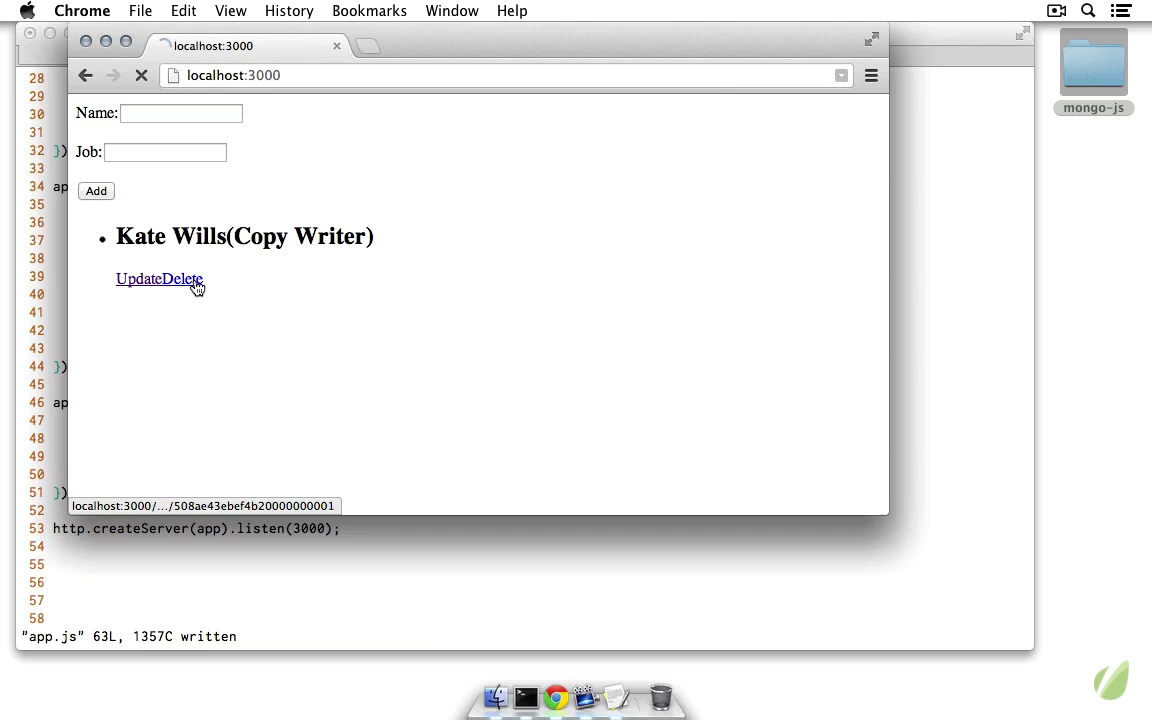 Chrome File Edit View History Bookmarks Window Help
localhost:3000
localhost:3000
mongo-js
Name:
Job:
Add
Kate Wills(Copy Writer)
UpdateDelete
localhost:3000/.../508ae43ebef4b20000000001
28
29
30
31
32 })
33
34 ap
35
36
37
38
39
40
41
42
43
44 })
45
46 ap
47
48
49
50
51 })
52
53 http.createServer(app).listen(3000);
54
55
56
57
58
"app.js" 63L, 1357C written